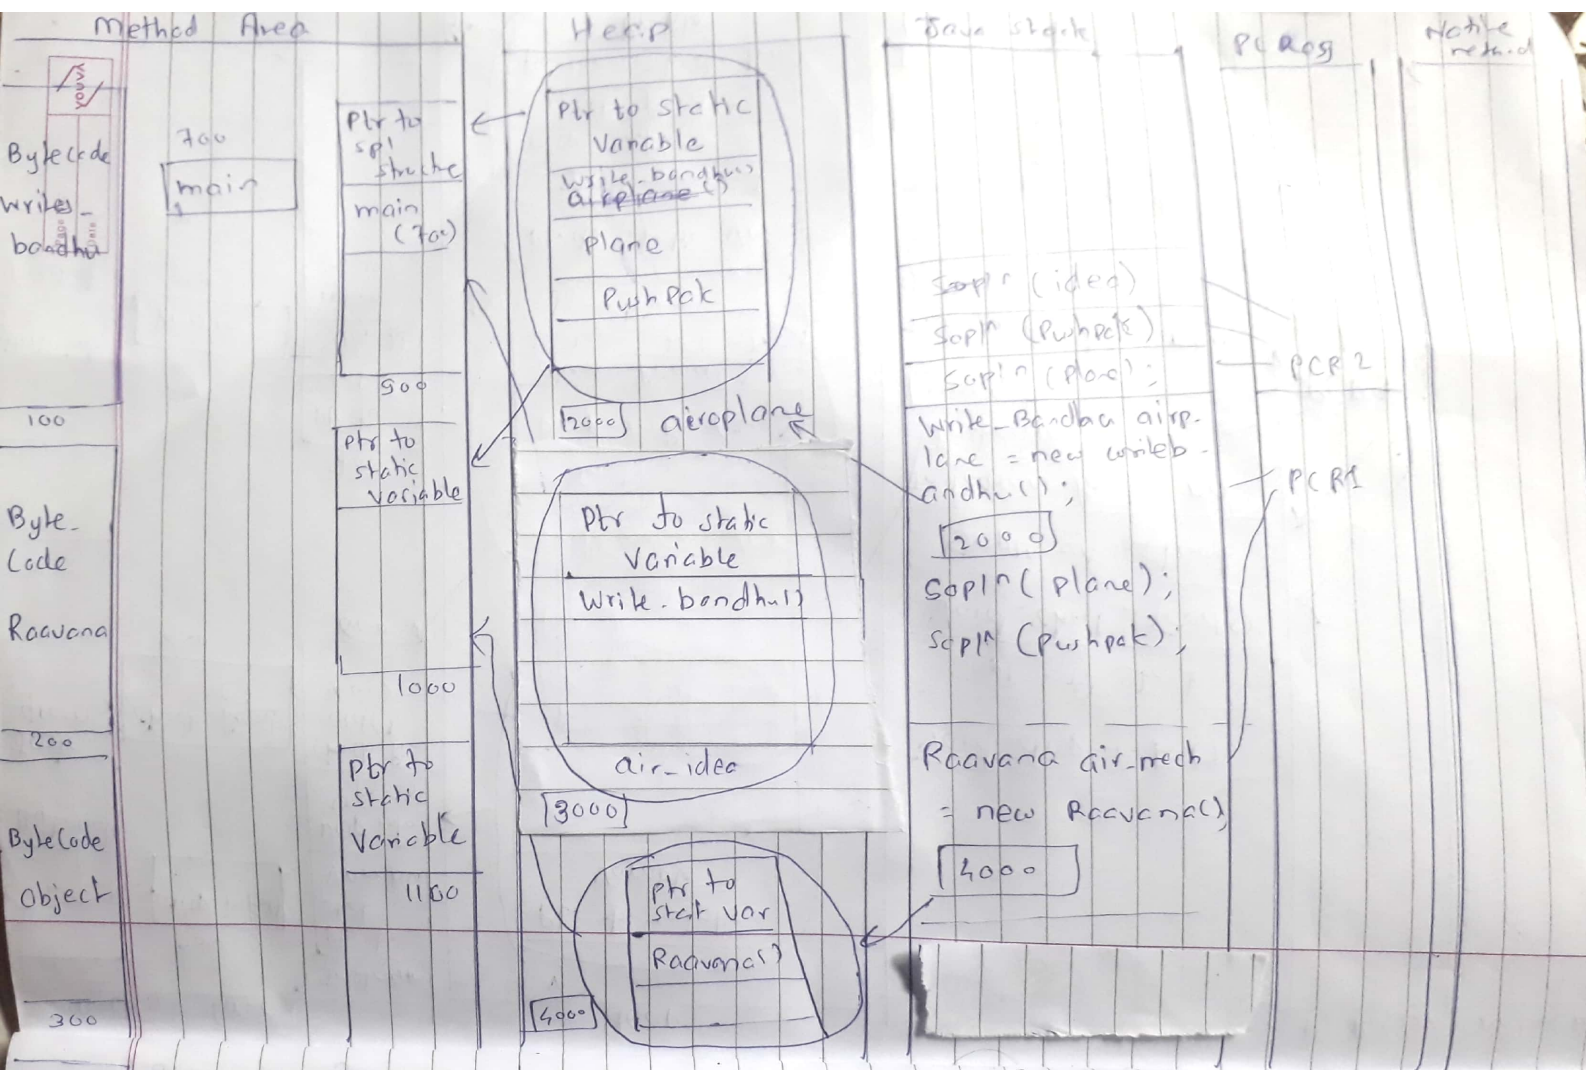 Method Area
Bytecode
writes_
bandhu
100
Byte-
Code
Raavana
200
ByteCode
Object
300
700
main
Ptr to
spl
structue
main
(700)
900
Ptr to
static
variable
1000
Ptr to
static
Variable
1100
Heap
Ptr to static
Variable
write_bandhu()
airplane()
plane
PushPak
2000 aeroplane
Ptr to static
Variable
Write_bandhu()
air_idea
3000
Ptr to
stat var
Raavana()
4000
Java stack
Sopln (idea)
Sopln (Pushpak);
Sopln (Plane);
Write_Bandhu airp-
lane = new writeb-
andhu();
2000
Sopln( plane);
Sopln (Pushpak);
Raavana air_mech
= new Raavana()
4000
PC Reg
PCR 2
PCR1
Native
method